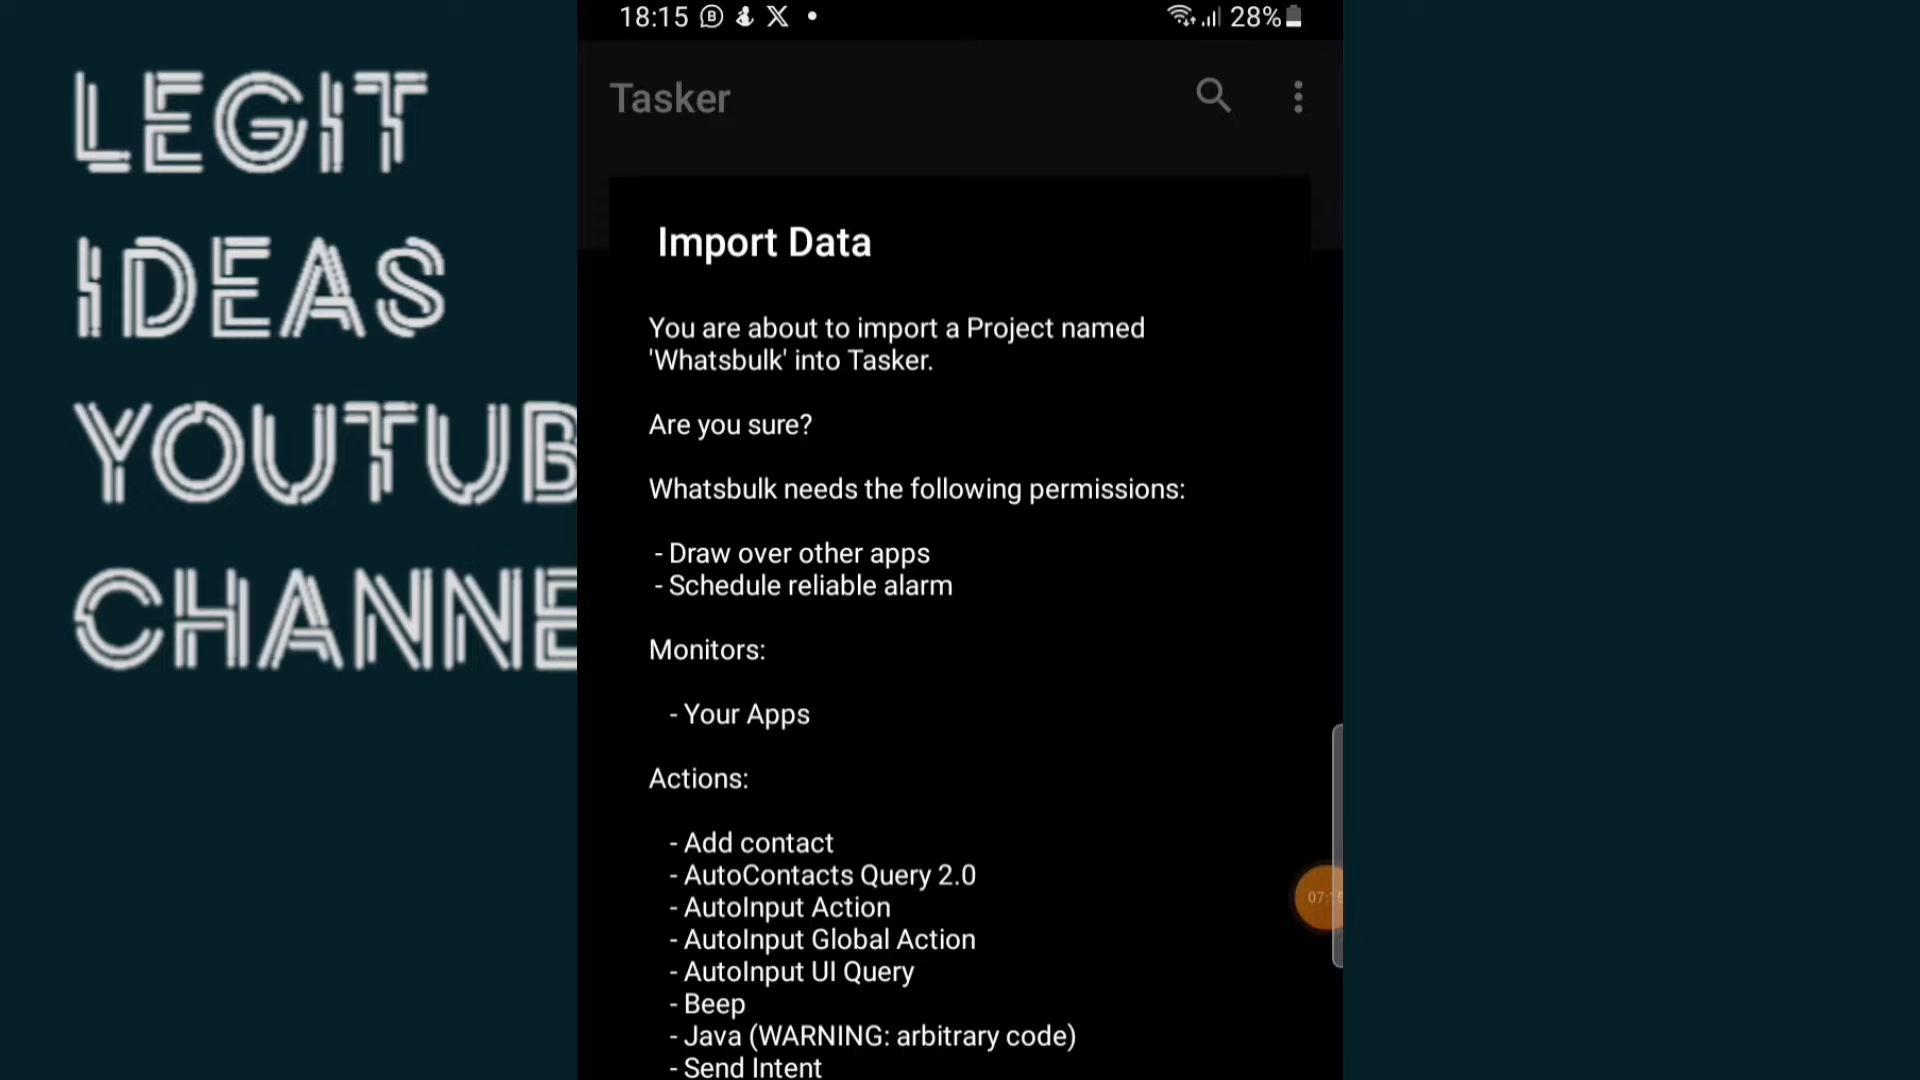 LEGIT
IDEAS
YOUTUB
CHANNE
18:15
28%
Tasker
Import Data
You are about to import a Project named
'Whatsbulk' into Tasker.
Are you sure?
Whatsbulk needs the following permissions:
- Draw over other apps
- Schedule reliable alarm
Monitors:
- Your Apps
Actions:
- Add contact
- AutoContacts Query 2.0
- AutoInput Action
- AutoInput Global Action
- AutoInput UI Query
- Beep
- Java (WARNING: arbitrary code)
- Send Intent